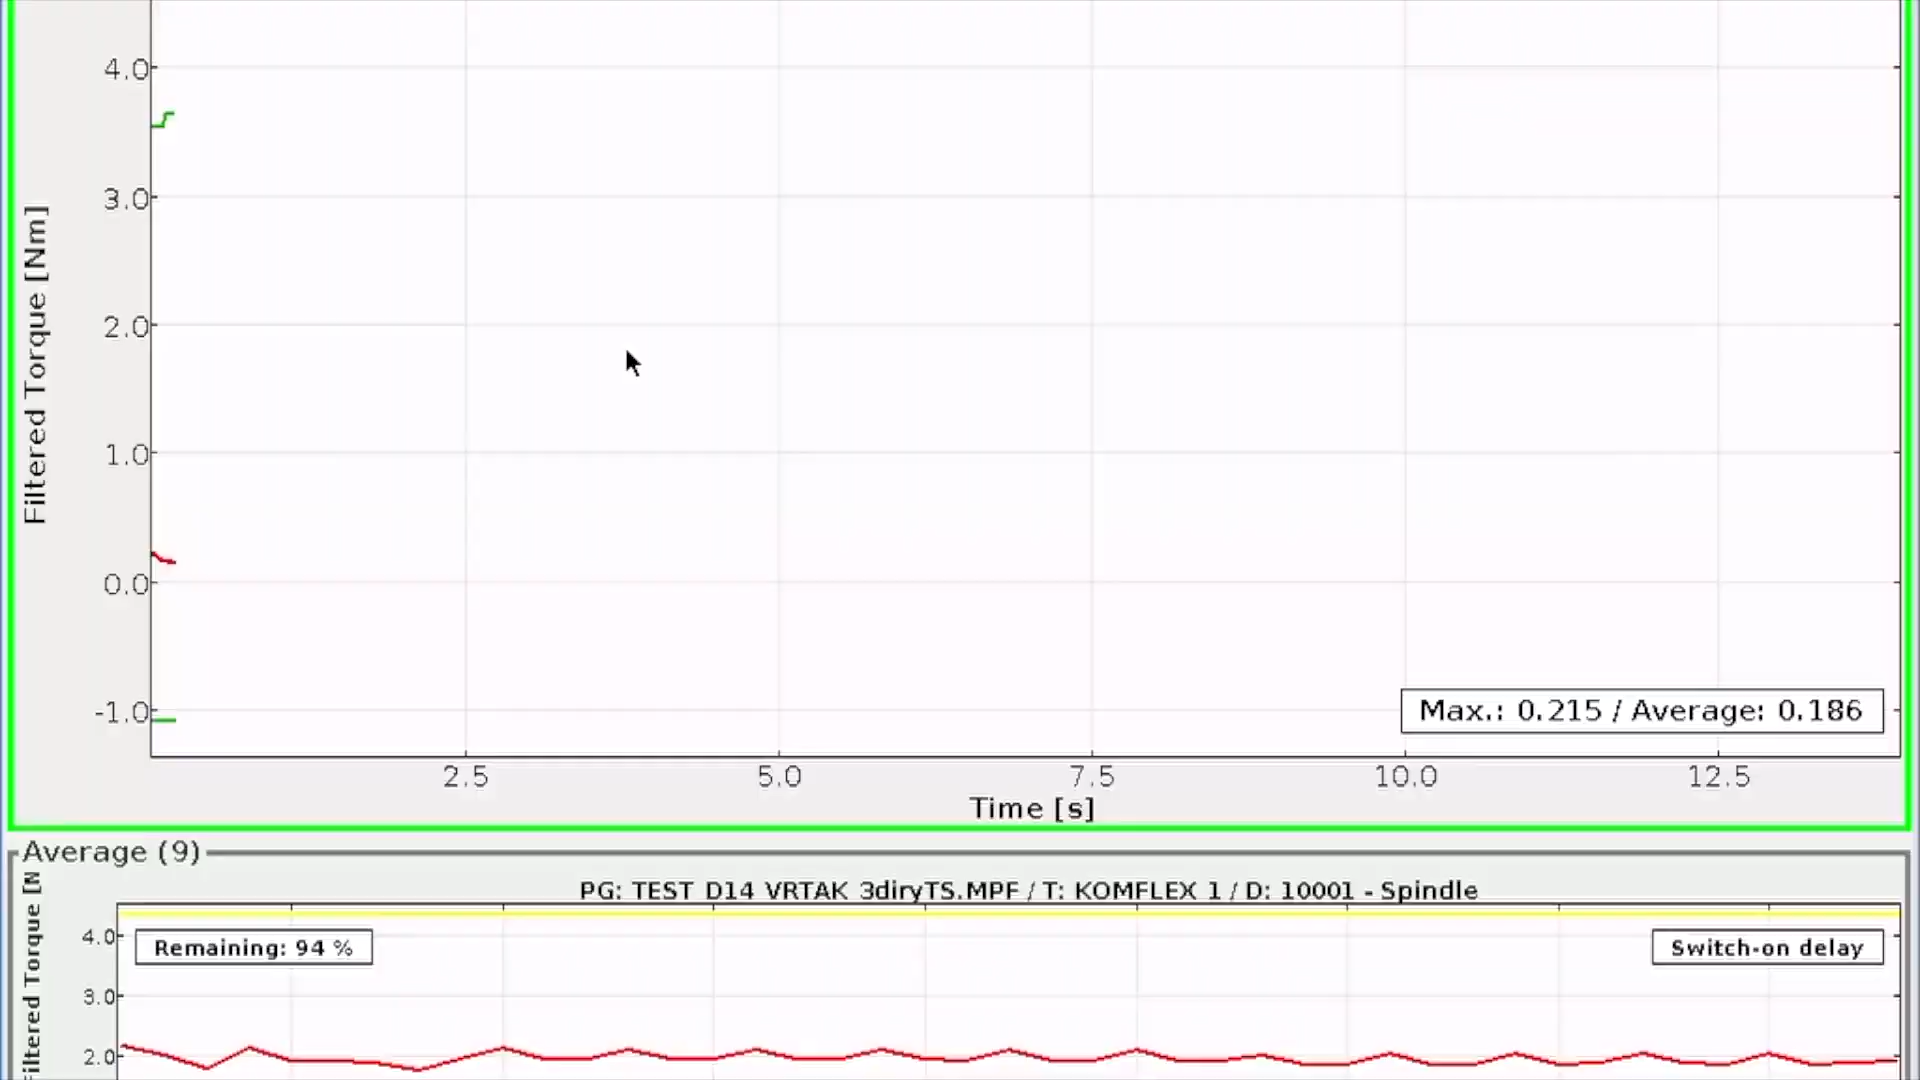 4.0
3.0
2.0
1.0
0.0
-1.0
Filtered Torque [Nm]
Max.: 0.215 / Average: 0.186
2.5 5.0 7.5 10.0 12.5
Time [s]
Average (9)
PG: TEST D14 VRTAK 3diryTS.MPF / T: KOMFLEX 1 / D: 10001 - Spindle
Filtered Torque [N
4.0
3.0
2.0
Remaining: 94 %
Switch-on delay